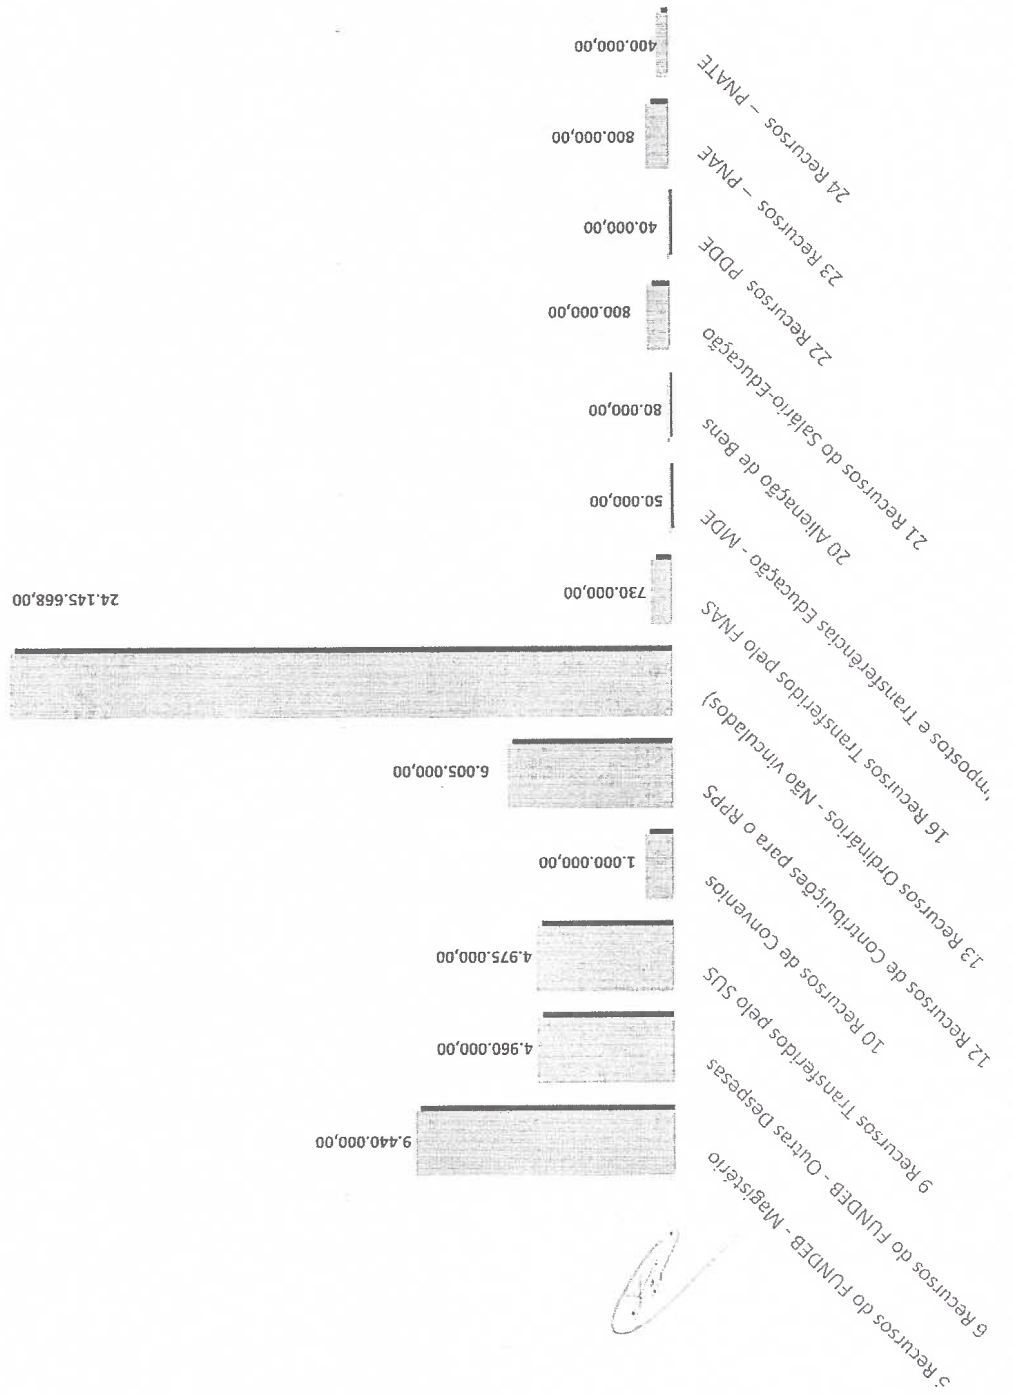 5 Recursos do FUNDEB - Magistério
9.440.000,00
6 Recursos do FUNDEB - Outras Despesas
4.960.000,00
9 Recursos Transferidos pelo SUS
4.975.000,00
10 Recursos de Convenios
1.000.000,00
12 Recursos de Contribuições para o RPPS
6.005.000,00
13 Recursos Ordinários - Não vinculados)
24.145.668,00
16 Recursos Transferidos pelo FNAS
730.000,00
mpostos e Transferências Educação - MDE
50.000,00
20 Alienação de Bens
80.000,00
21 Recursos do Salário-Educação
800.000,00
22 Recursos PDDE
40.000,00
23 Recursos – PNAE
800.000,00
24 Recursos – PNATE
400.000,00